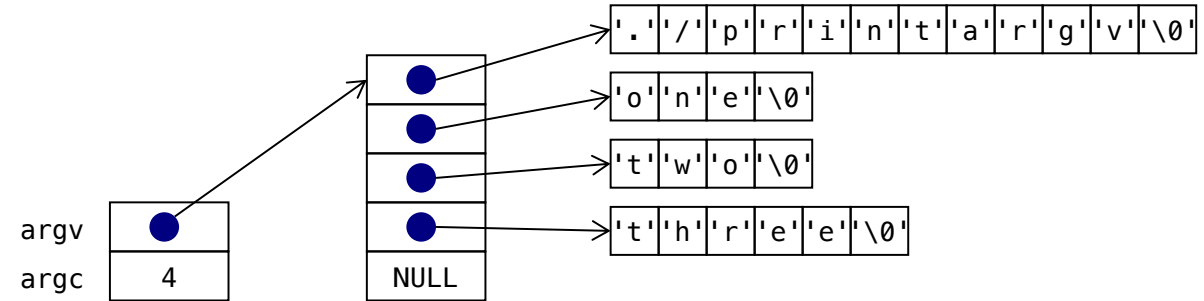 '.' '/' 'p' 'r' 'i' 'n' 't' 'a' 'r' 'g' 'v' '\0'
'o' 'n' 'e' '\0'
't' 'w' 'o' '\0'
't' 'h' 'r' 'e' 'e' '\0'
argv
argc 4
NULL